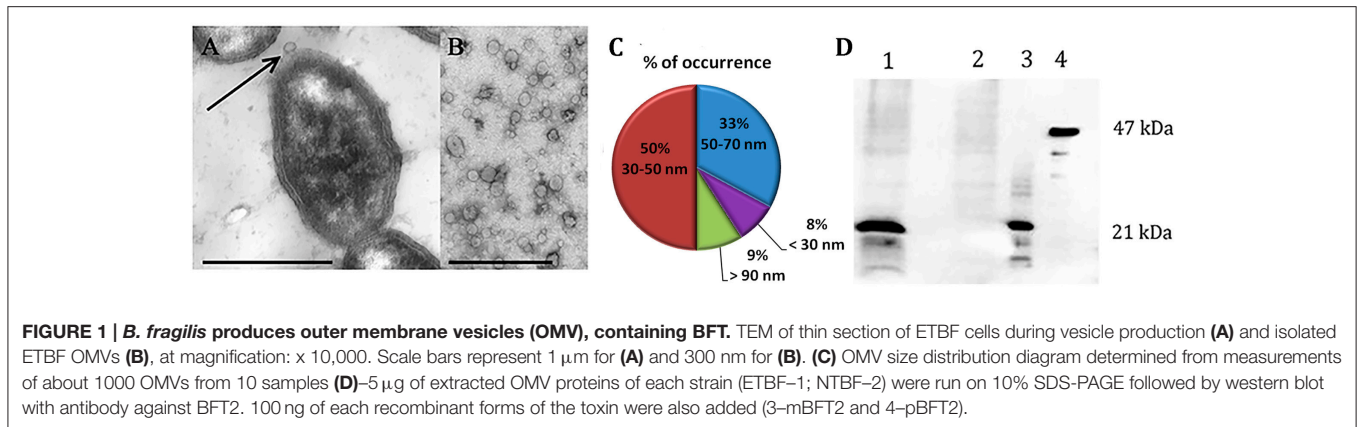 A
B
C
D
% of occurrence
33%
50-70 nm
50%
30-50 nm
8%
< 30 nm
9%
> 90 nm
1 2 3 4
47 kDa
21 kDa
FIGURE 1 | B. fragilis produces outer membrane vesicles (OMV), containing BFT. TEM of thin section of ETBF cells during vesicle production (A) and isolated
ETBF OMVs (B), at magnification: x 10,000. Scale bars represent 1 μm for (A) and 300 nm for (B). (C) OMV size distribution diagram determined from measurements
of about 1000 OMVs from 10 samples (D)–5 μg of extracted OMV proteins of each strain (ETBF–1; NTBF–2) were run on 10% SDS-PAGE followed by western blot
with antibody against BFT2. 100 ng of each recombinant forms of the toxin were also added (3–mBFT2 and 4–pBFT2).